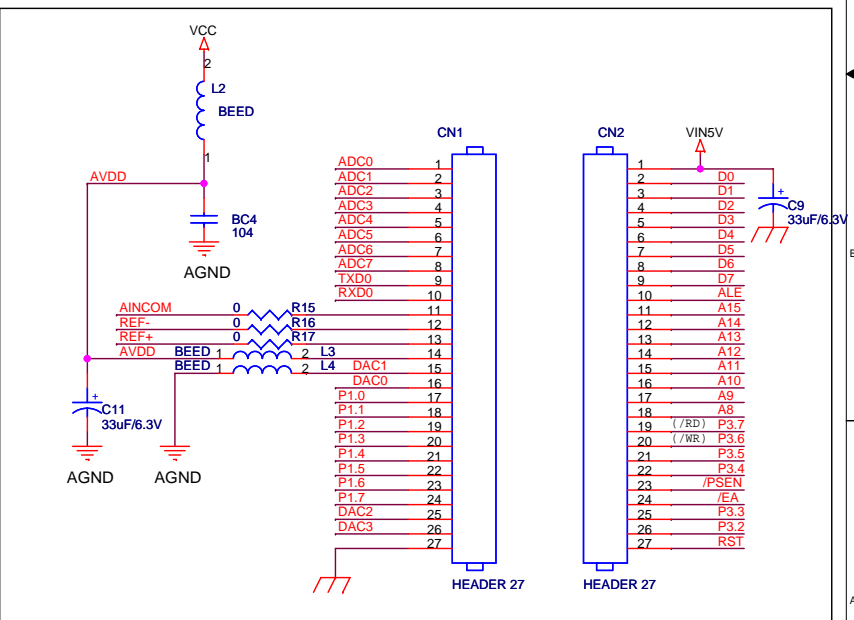 VCC
2
L2
BEED
1
AVDD
BC4
104
AGND
CN1
ADC0 1
ADC1 2
ADC2 3
ADC3 4
ADC4 5
ADC5 6
ADC6 7
ADC7 8
TXD0 9
RXD0 10
AINCOM 0 R15 11
REF- 0 R16 12
REF+ 0 R17 13
AVDD BEED 1 2 L3 14
BEED 1 2 L4 DAC1 15
DAC0 16
P1.0 17
P1.1 18
P1.2 19
P1.3 20
P1.4 21
P1.5 22
P1.6 23
P1.7 24
DAC2 25
DAC3 26
27
HEADER 27
+
C11
33uF/6.3V
AGND
AGND
CN2
VIN5V
1
2 D0
3 D1
4 D2
5 D3
6 D4
7 D5
8 D6
9 D7
10 ALE
11 A15
12 A14
13 A13
14 A12
15 A11
16 A10
17 A9
18 A8
19 (/RD) P3.7
20 (/WR) P3.6
21 P3.5
22 P3.4
23 /PSEN
24 /EA
25 P3.3
26 P3.2
27 RST
HEADER 27
+
C9
33uF/6.3V
A